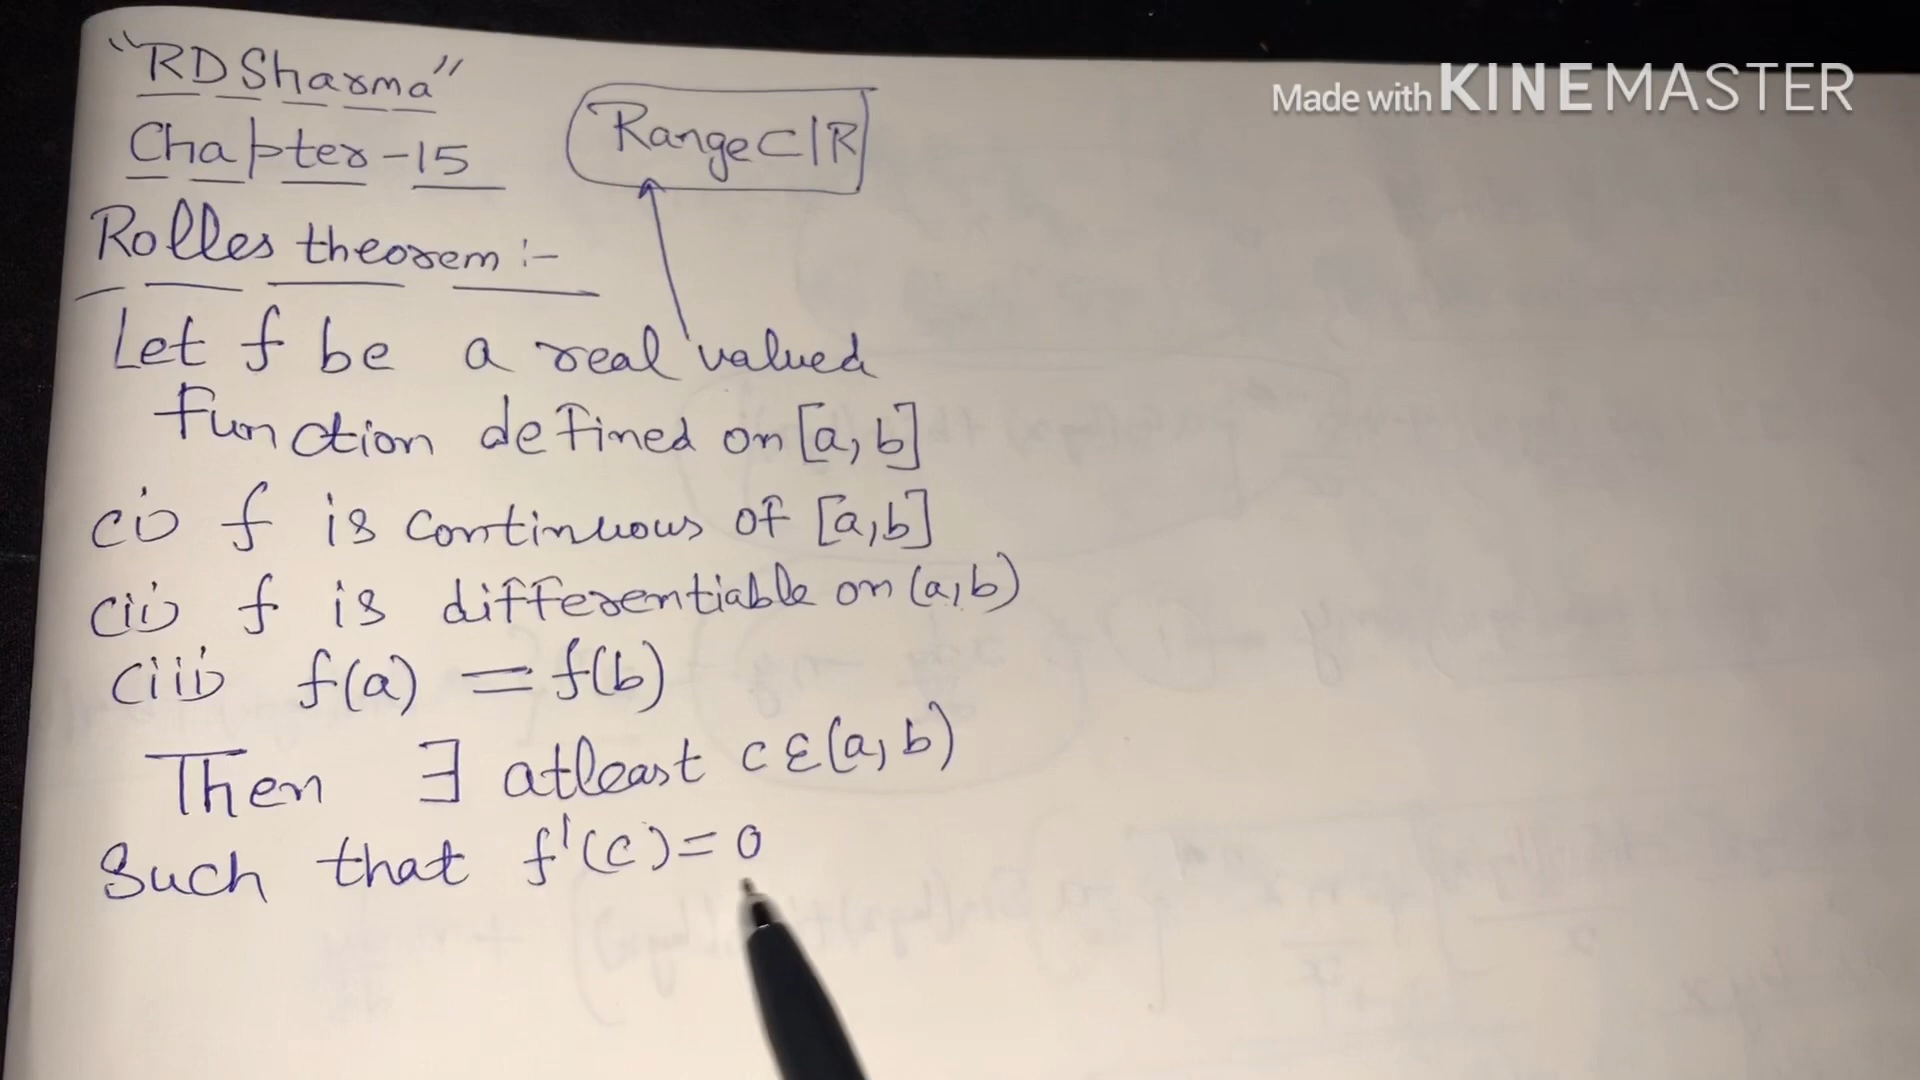 "RD Sharma"
Made with KINEMASTER
Chapter-15
Range⊂IR
Rolles theorem :-
Let f be a real valued
function defined on [a, b]
(i) f is continuous of [a, b]
(ii) f is differentiable on (a, b)
(iii) f(a) = f(b)
Then ∃ atleast c ε (a, b)
Such that f'(c) = 0